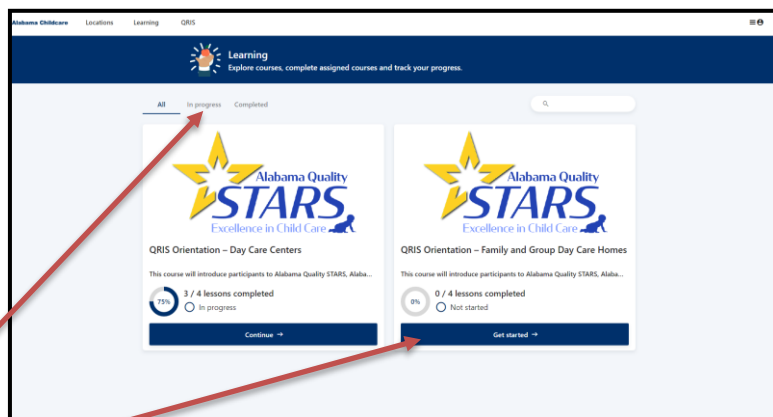 Alabama Childcare Locations Learning QRIS
Learning
Explore courses, complete assigned courses and track your progress.
All In progress Completed
Alabama Quality
STARS
Excellence in Child Care
QRIS Orientation – Day Care Centers
This course will introduce participants to Alabama Quality STARS, Alaba...
75%
3 / 4 lessons completed
In progress
Continue →
Alabama Quality
STARS
Excellence in Child Care
QRIS Orientation – Family and Group Day Care Homes
This course will introduce participants to Alabama Quality STARS, Alaba...
0%
0 / 4 lessons completed
Not started
Get started →